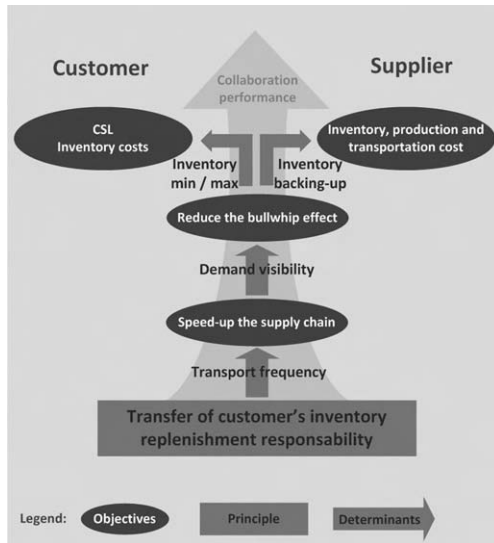 Customer
Supplier
Collaboration
performance
CSL
Inventory costs
Inventory, production and
transportation cost
Inventory
min / max
Inventory
backing-up
Reduce the bullwhip effect
Demand visibility
Speed-up the supply chain
Transport frequency
Transfer of customer's inventory
replenishment responsability
Legend:
Objectives
Principle
Determinants